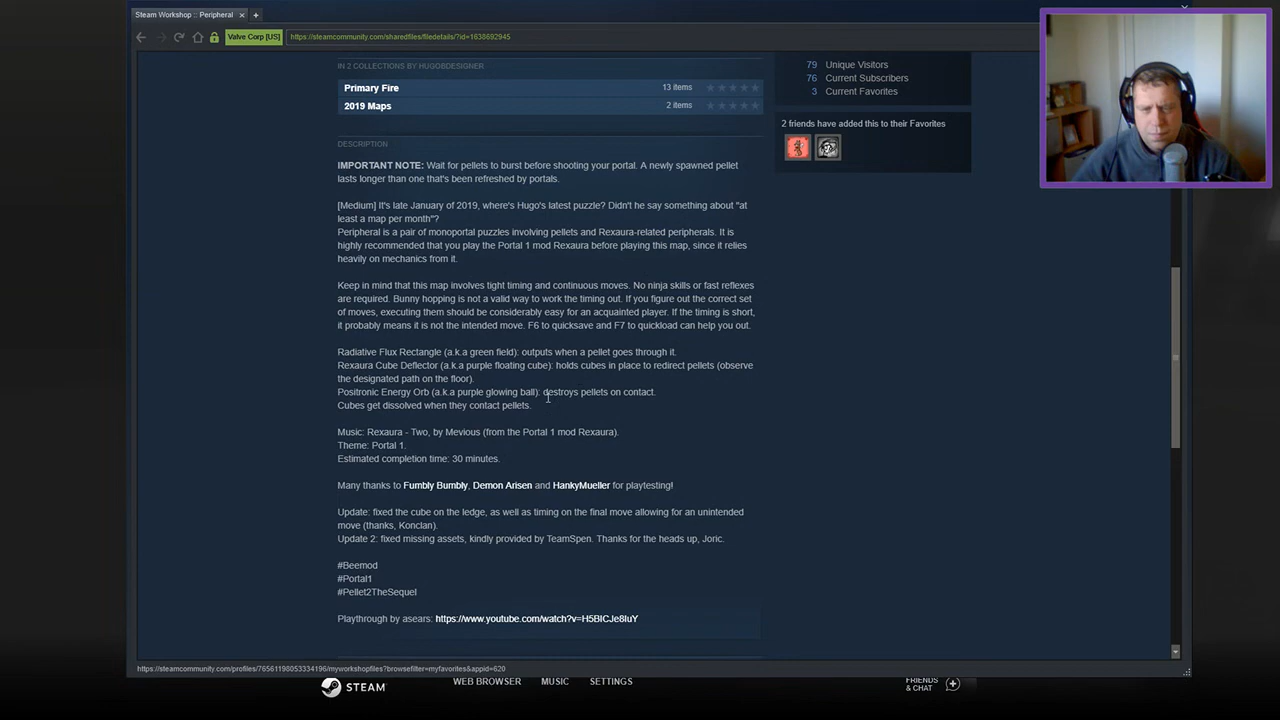 Steam Workshop :: Peripheral
Valve Corp [US]
https://steamcommunity.com/sharedfiles/filedetails/?id=1638692945
IN 2 COLLECTIONS BY HUGOBDESIGNER
Primary Fire 13 items
2019 Maps 2 items
79 Unique Visitors
76 Current Subscribers
3 Current Favorites
2 friends have added this to their Favorites
DESCRIPTION
IMPORTANT NOTE: Wait for pellets to burst before shooting your portal. A newly spawned pellet
lasts longer than one that's been refreshed by portals.
[Medium] It's late January of 2019, where's Hugo's latest puzzle? Didn't he say something about "at
least a map per month"?
Peripheral is a pair of monoportal puzzles involving pellets and Rexaura-related peripherals. It is
highly recommended that you play the Portal 1 mod Rexaura before playing this map, since it relies
heavily on mechanics from it.
Keep in mind that this map involves tight timing and continuous moves. No ninja skills or fast reflexes
are required. Bunny hopping is not a valid way to work the timing out. If you figure out the correct set
of moves, executing them should be considerably easy for an acquainted player. If the timing is short,
it probably means it is not the intended move. F6 to quicksave and F7 to quickload can help you out.
Radiative Flux Rectangle (a.k.a green field): outputs when a pellet goes through it.
Rexaura Cube Deflector (a.k.a purple floating cube): holds cubes in place to redirect pellets (observe
the designated path on the floor).
Positronic Energy Orb (a.k.a purple glowing ball): destroys pellets on contact.
Cubes get dissolved when they contact pellets.
Music: Rexaura - Two, by Mevious (from the Portal 1 mod Rexaura).
Theme: Portal 1.
Estimated completion time: 30 minutes.
Many thanks to Fumbly Bumbly, Demon Arisen and HankyMueller for playtesting!
Update: fixed the cube on the ledge, as well as timing on the final move allowing for an unintended
move (thanks, Konclan).
Update 2: fixed missing assets, kindly provided by TeamSpen. Thanks for the heads up, Joric.
#Beemod
#Portal1
#Pellet2TheSequel
Playthrough by asears: https://www.youtube.com/watch?v=H5BlCJe8IuY
https://steamcommunity.com/profiles/76561198053334196/myworkshopfiles?browsefilter=myfavorites&appid=620
STEAM
WEB BROWSER MUSIC SETTINGS
FRIENDS
& CHAT